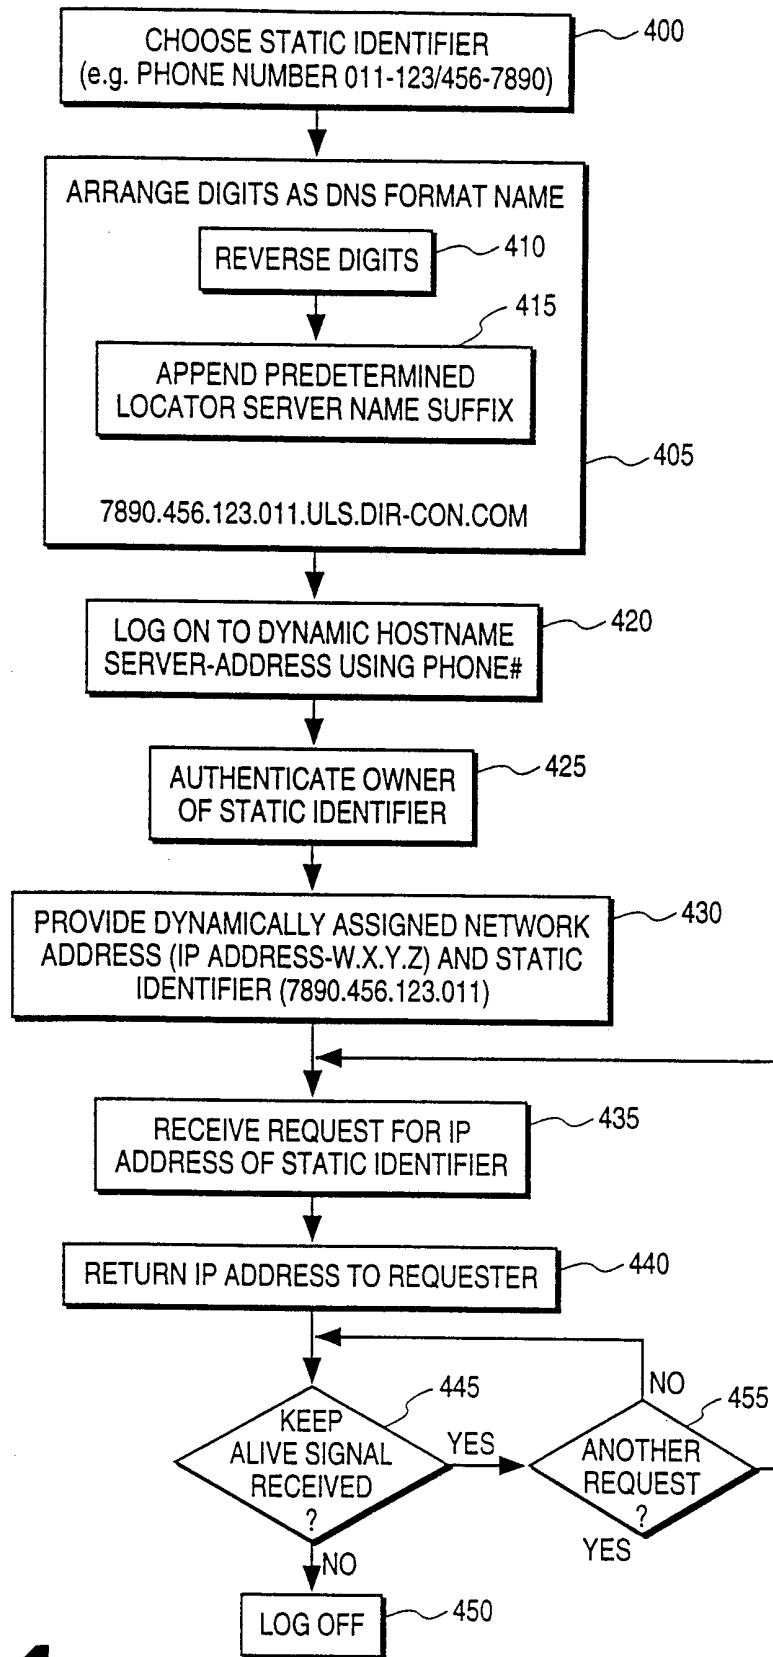 CHOOSE STATIC IDENTIFIER
(e.g. PHONE NUMBER 011-123/456-7890)
400
ARRANGE DIGITS AS DNS FORMAT NAME
REVERSE DIGITS
410
415
APPEND PREDETERMINED
LOCATOR SERVER NAME SUFFIX
405
7890.456.123.011.ULS.DIR-CON.COM
LOG ON TO DYNAMIC HOSTNAME
SERVER-ADDRESS USING PHONE#
420
AUTHENTICATE OWNER
OF STATIC IDENTIFIER
425
PROVIDE DYNAMICALLY ASSIGNED NETWORK
ADDRESS (IP ADDRESS-W.X.Y.Z) AND STATIC
IDENTIFIER (7890.456.123.011)
430
RECEIVE REQUEST FOR IP
ADDRESS OF STATIC IDENTIFIER
435
RETURN IP ADDRESS TO REQUESTER
440
KEEP
ALIVE SIGNAL
RECEIVED
?
445
YES
NO
ANOTHER
REQUEST
?
455
NO
YES
LOG OFF
450